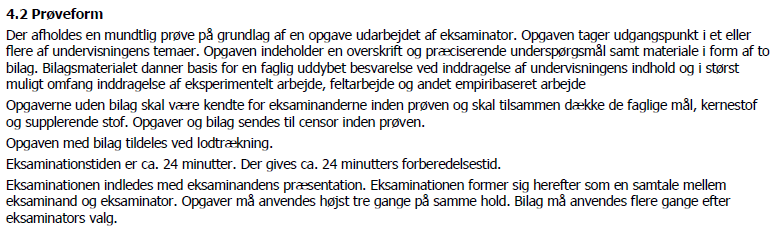 4.2 Prøveform
Der afholdes en mundtlig prøve på grundlag af en opgave udarbejdet af eksaminator. Opgaven tager udgangspunkt i et eller
flere af undervisningens temaer. Opgaven indeholder en overskrift og præciserende underspørgsmål samt materiale i form af to
bilag. Bilagsmaterialet danner basis for en faglig uddybet besvarelse ved inddragelse af undervisningens indhold og i størst
muligt omfang inddragelse af eksperimentelt arbejde, feltarbejde og andet empiribaseret arbejde
Opgaverne uden bilag skal være kendte for eksaminanderne inden prøven og skal tilsammen dække de faglige mål, kernestof
og supplerende stof. Opgaver og bilag sendes til censor inden prøven.
Opgaven med bilag tildeles ved lodtrækning.
Eksaminationstiden er ca. 24 minutter. Der gives ca. 24 minutters forberedelsestid.
Eksaminationen indledes med eksaminandens præsentation. Eksaminationen former sig herefter som en samtale mellem
eksaminand og eksaminator. Opgaver må anvendes højst tre gange på samme hold. Bilag må anvendes flere gange efter
eksaminators valg.